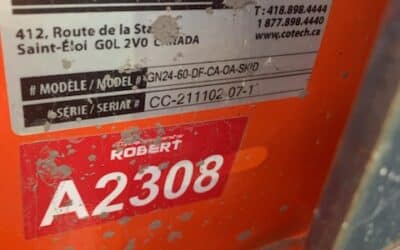 412, Route de la Sta
Saint-Éloi G0L 2V0 CANADA
T: 418.898.4444
1 877.898.4440
www.cotech.ca
# MODÈLE / MODEL # GN24-60-DF-CA-OA-SKID
# SÉRIE / SERIAL # CC-211102 07-1
ROBERT
A2308